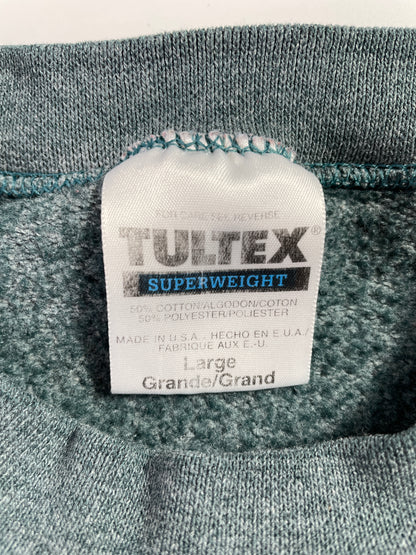 FOR CARE SEE REVERSE
TULTEX®
SUPERWEIGHT
50% COTTON/ALGODON/COTON
50% POLYESTER/POLIESTER
MADE IN U.S.A. HECHO EN E.U.A./
FABRIQUE AUX E.-U.
Large
Grande/Grand